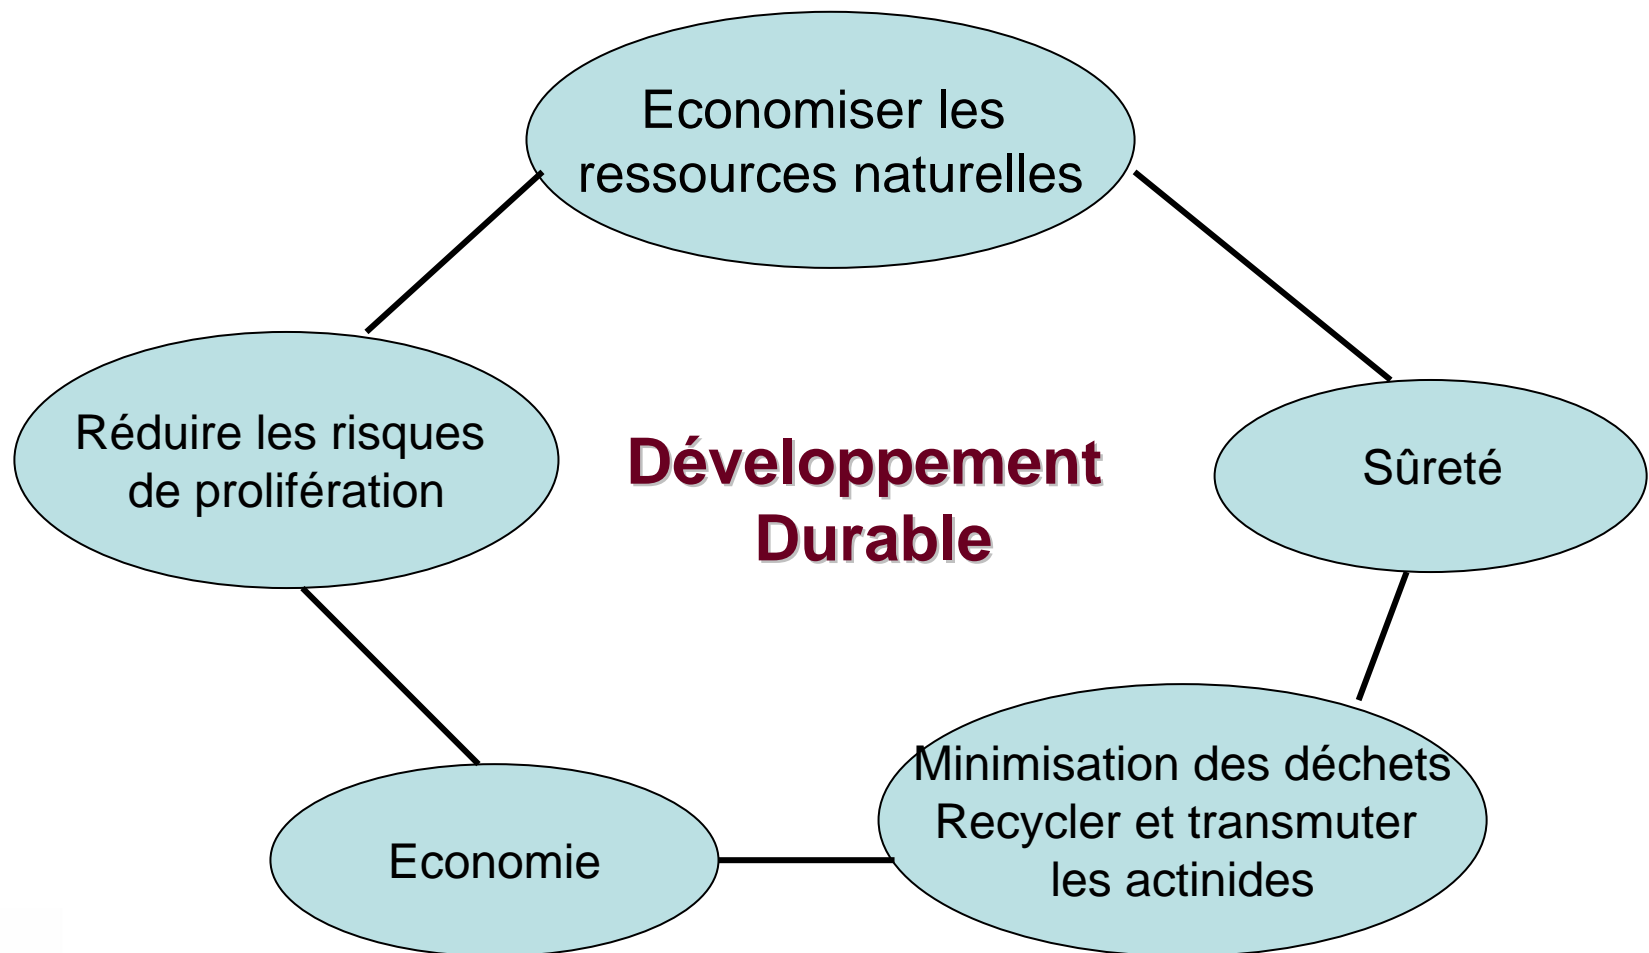 Economiser les
ressources naturelles
Réduire les risques
de prolifération
Développement
Durable
Sûreté
Minimisation des déchets
Recycler et transmuter
les actinides
Economie